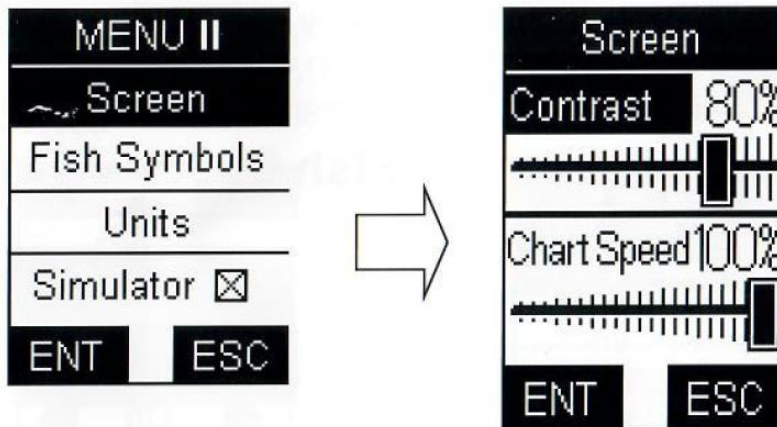 MENU II
Screen
Fish Symbols
Units
Simulator
ENT ESC
Screen
Contrast 80%
Chart Speed 100%
ENT ESC